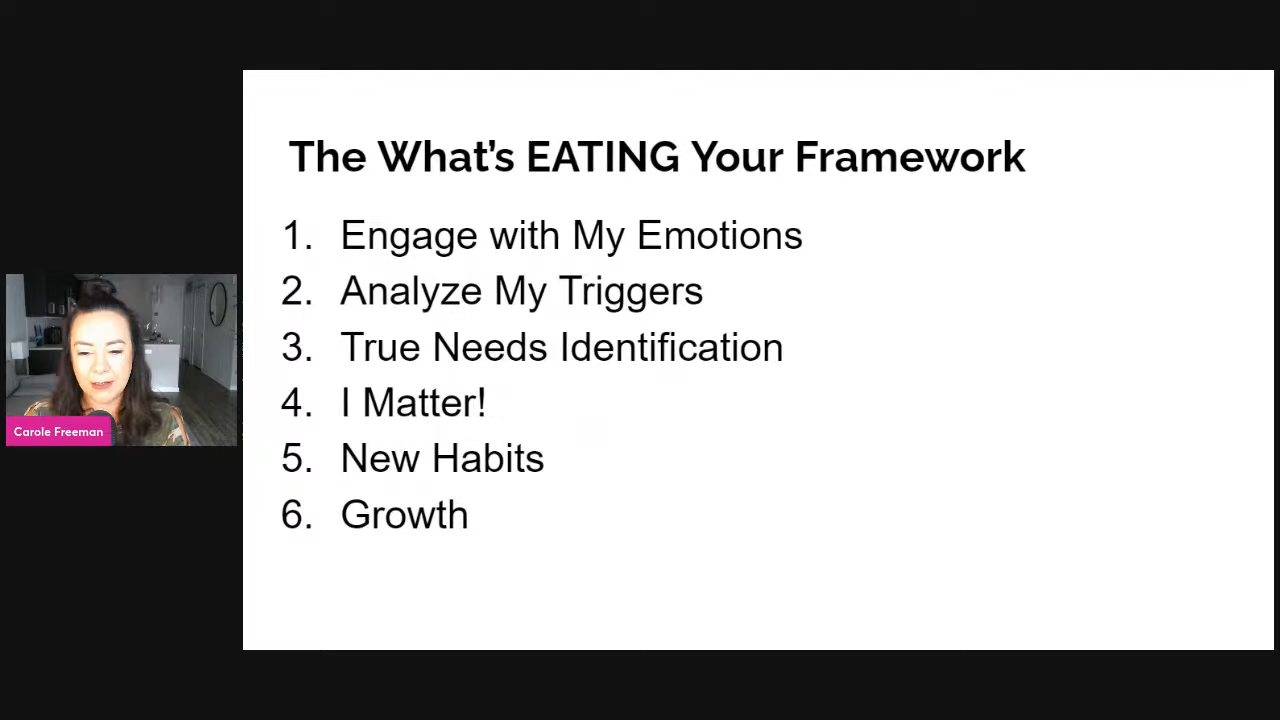 The What's EATING Your Framework
1. Engage with My Emotions
2. Analyze My Triggers
3. True Needs Identification
4. I Matter!
5. New Habits
6. Growth
Carole Freeman